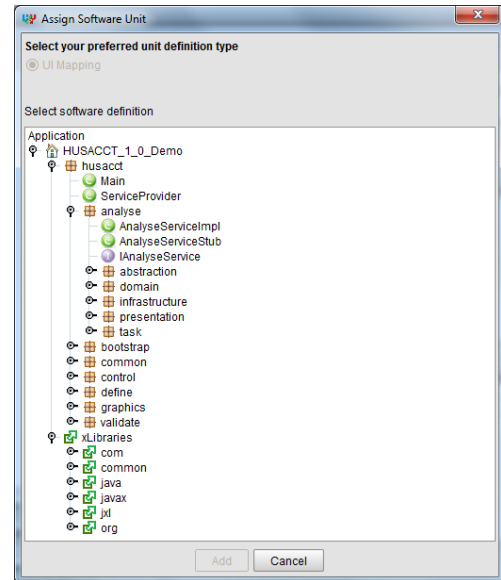 Assign Software Unit
Select your preferred unit definition type
UI Mapping
Select software definition
Application
HUSACCT_1_0_Demo
husacct
Main
ServiceProvider
analyse
AnalyseServiceImpl
AnalyseServiceStub
IAnalyseService
abstraction
domain
infrastructure
presentation
task
bootstrap
common
control
define
graphics
validate
xLibraries
com
common
java
javax
jxl
org
Add Cancel